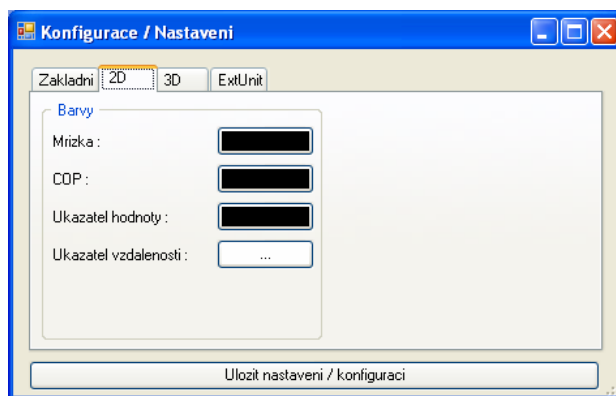 Konfigurace / Nastaveni
Zakladni 2D 3D ExtUnit
Barvy
Mrizka :
COP :
Ukazatel hodnoty :
Ukazatel vzdalenosti : ...
Ulozit nastaveni / konfiguraci